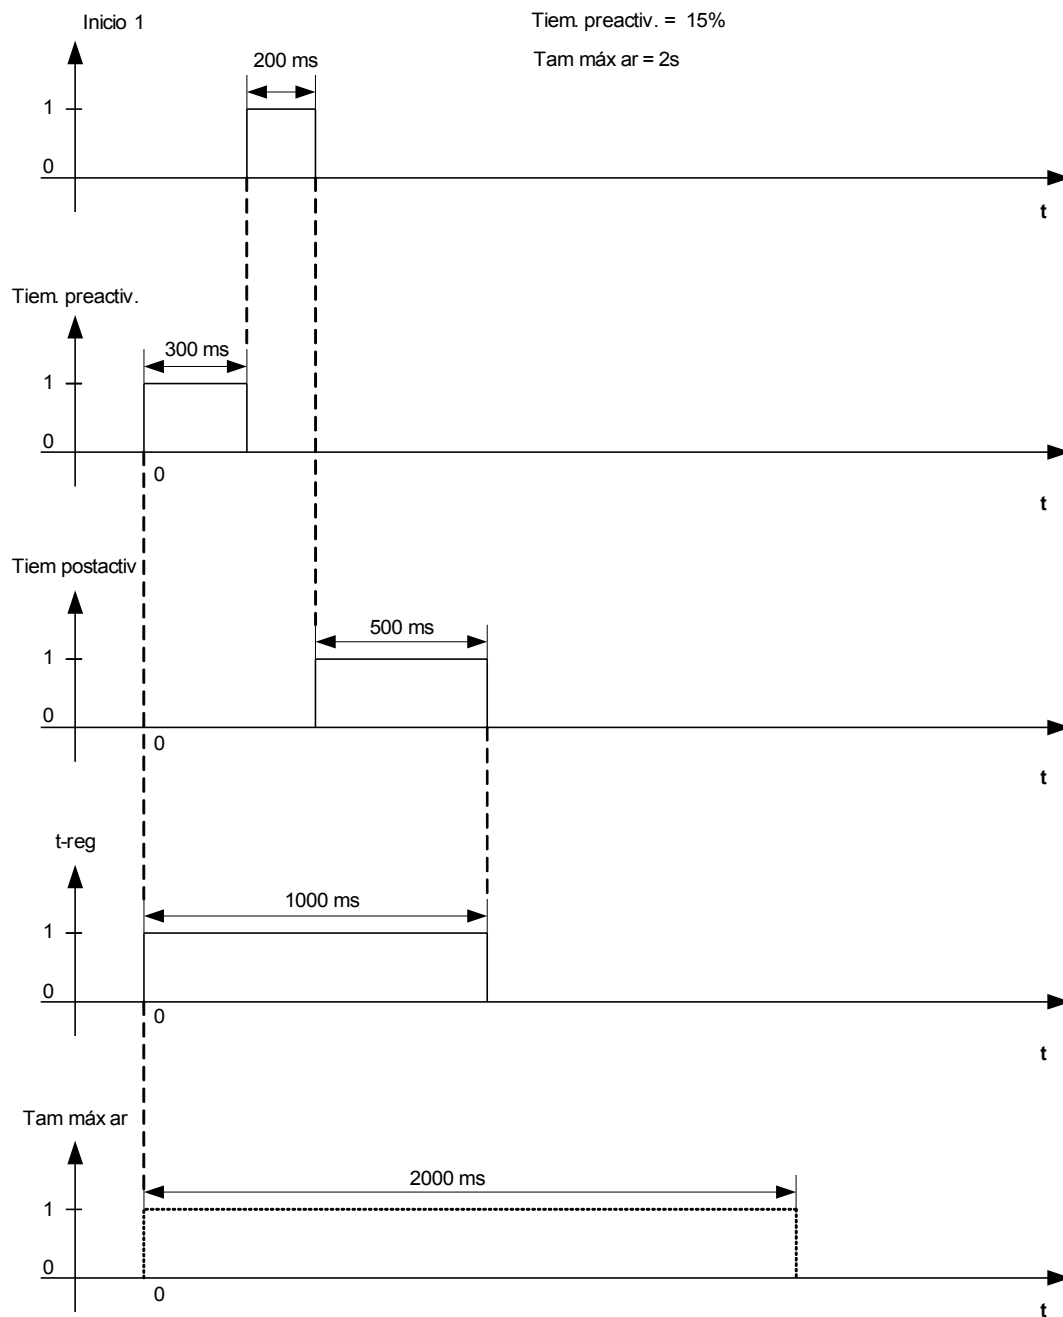 Inicio 1
Tiem. preactiv. = 15%
Tam máx ar = 2s
200 ms
1
0
t
Tiem. preactiv.
300 ms
1
0
0
t
Tiem postactiv
500 ms
1
0
0
t
t-reg
1000 ms
1
0
0
t
Tam máx ar
2000 ms
1
0
0
t